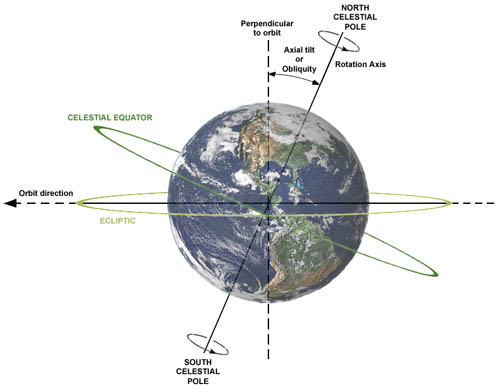 NORTH
CELESTIAL
POLE
Perpendicular
to orbit
Axial tilt
or
Obliquity
Rotation Axis
CELESTIAL EQUATOR
Orbit direction
ECLIPTIC
SOUTH
CELESTIAL
POLE